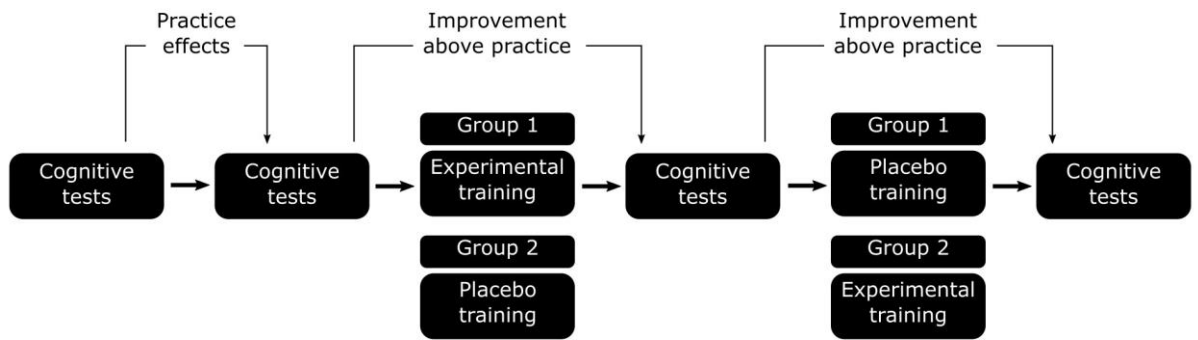 Practice
effects
Improvement
above practice
Improvement
above practice
Cognitive
tests
Cognitive
tests
Group 1
Experimental
training
Group 2
Placebo
training
Cognitive
tests
Group 1
Placebo
training
Group 2
Experimental
training
Cognitive
tests